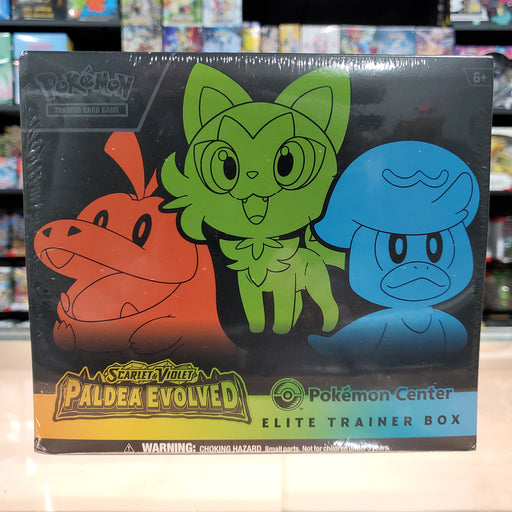 POKéMON
TRADING CARD GAME
6+
SCARLET & VIOLET
PALDEA EVOLVED
Pokémon Center
ELITE TRAINER BOX
⚠ WARNING: CHOKING HAZARD. Small parts. Not for children under 3 years.